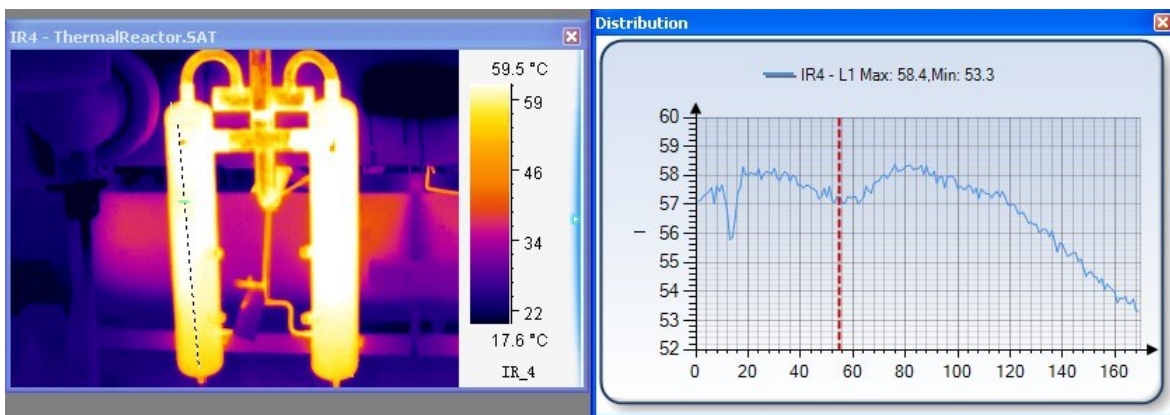 IR4 - ThermalReactor.SAT
59.5 °C
59
46
34
22
17.6 °C
IR_4
Distribution
IR4 - L1 Max: 58.4,Min: 53.3
60
59
58
57
56
55
54
53
52
I
0 20 40 60 80 100 120 140 160